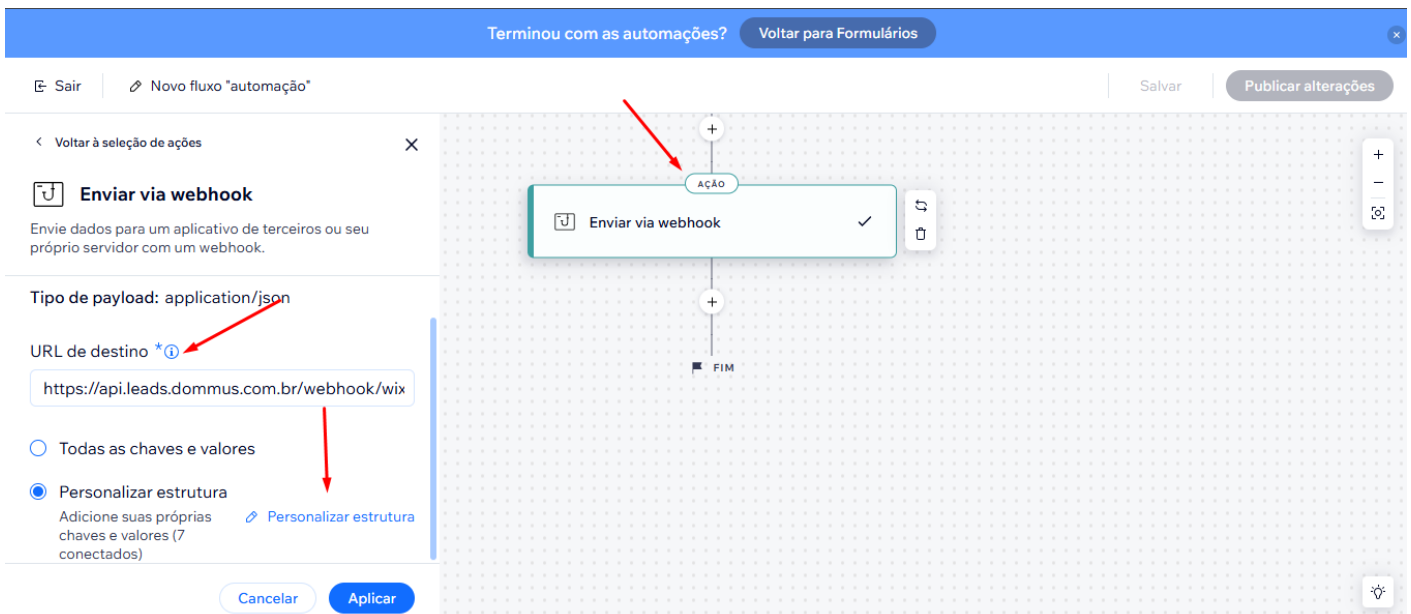 Terminou com as automações?
Voltar para Formulários
Sair
Novo fluxo "automação"
Salvar
Publicar alterações
Voltar à seleção de ações
Enviar via webhook
Envie dados para um aplicativo de terceiros ou seu
próprio servidor com um webhook.
Tipo de payload: application/json
URL de destino *
https://api.leads.dommus.com.br/webhook/wix
Todas as chaves e valores
Personalizar estrutura
Adicione suas próprias
chaves e valores (7
conectados)
Personalizar estrutura
Cancelar
Aplicar
AÇÃO
Enviar via webhook
FIM